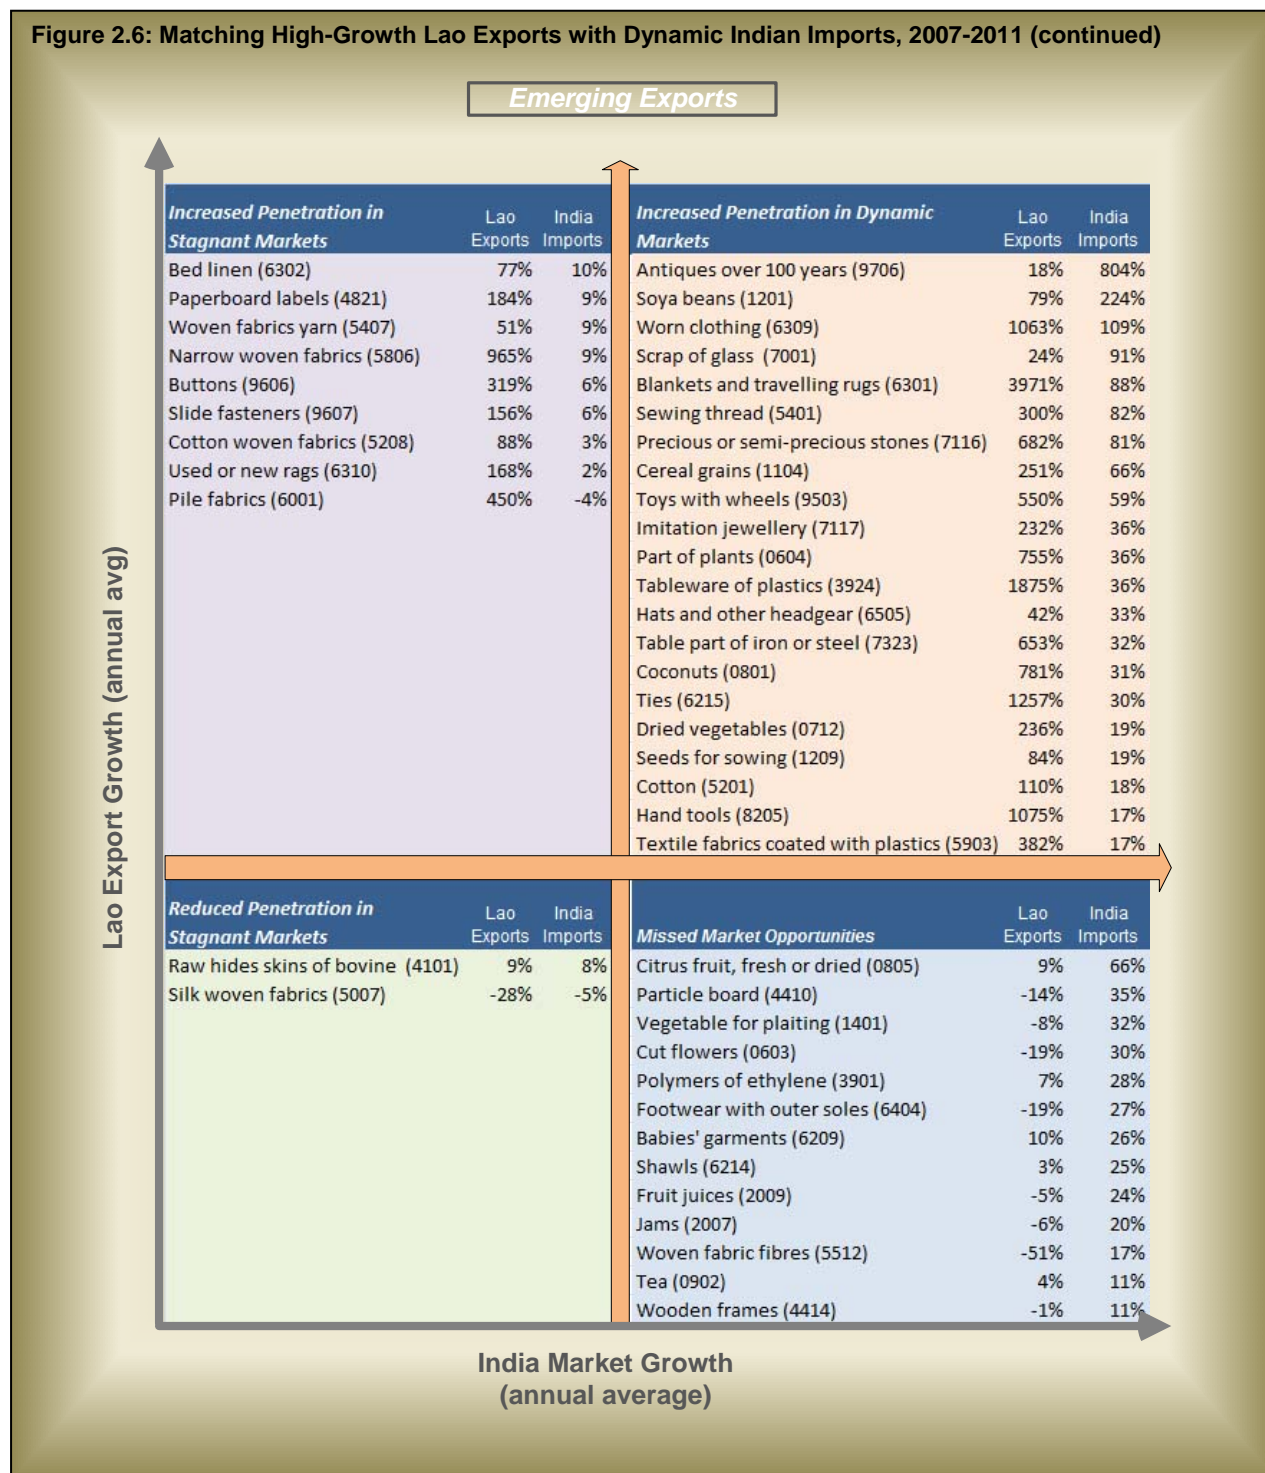 Figure 2.6: Matching High-Growth Lao Exports with Dynamic Indian Imports, 2007-2011 (continued)
Emerging Exports
Lao Export Growth (annual avg)
Increased Penetration in Stagnant Markets Lao Exports India Imports
Bed linen (6302) 77% 10%
Paperboard labels (4821) 184% 9%
Woven fabrics yarn (5407) 51% 9%
Narrow woven fabrics (5806) 965% 9%
Buttons (9606) 319% 6%
Slide fasteners (9607) 156% 6%
Cotton woven fabrics (5208) 88% 3%
Used or new rags (6310) 168% 2%
Pile fabrics (6001) 450% -4%
Increased Penetration in Dynamic Markets Lao Exports India Imports
Antiques over 100 years (9706) 18% 804%
Soya beans (1201) 79% 224%
Worn clothing (6309) 1063% 109%
Scrap of glass (7001) 24% 91%
Blankets and travelling rugs (6301) 3971% 88%
Sewing thread (5401) 300% 82%
Precious or semi-precious stones (7116) 682% 81%
Cereal grains (1104) 251% 66%
Toys with wheels (9503) 550% 59%
Imitation jewellery (7117) 232% 36%
Part of plants (0604) 755% 36%
Tableware of plastics (3924) 1875% 36%
Hats and other headgear (6505) 42% 33%
Table part of iron or steel (7323) 653% 32%
Coconuts (0801) 781% 31%
Ties (6215) 1257% 30%
Dried vegetables (0712) 236% 19%
Seeds for sowing (1209) 84% 19%
Cotton (5201) 110% 18%
Hand tools (8205) 1075% 17%
Textile fabrics coated with plastics (5903) 382% 17%
Reduced Penetration in Stagnant Markets Lao Exports India Imports
Raw hides skins of bovine (4101) 9% 8%
Silk woven fabrics (5007) -28% -5%
Missed Market Opportunities Lao Exports India Imports
Citrus fruit, fresh or dried (0805) 9% 66%
Particle board (4410) -14% 35%
Vegetable for plaiting (1401) -8% 32%
Cut flowers (0603) -19% 30%
Polymers of ethylene (3901) 7% 28%
Footwear with outer soles (6404) -19% 27%
Babies' garments (6209) 10% 26%
Shawls (6214) 3% 25%
Fruit juices (2009) -5% 24%
Jams (2007) -6% 20%
Woven fabric fibres (5512) -51% 17%
Tea (0902) 4% 11%
Wooden frames (4414) -1% 11%
India Market Growth
(annual average)